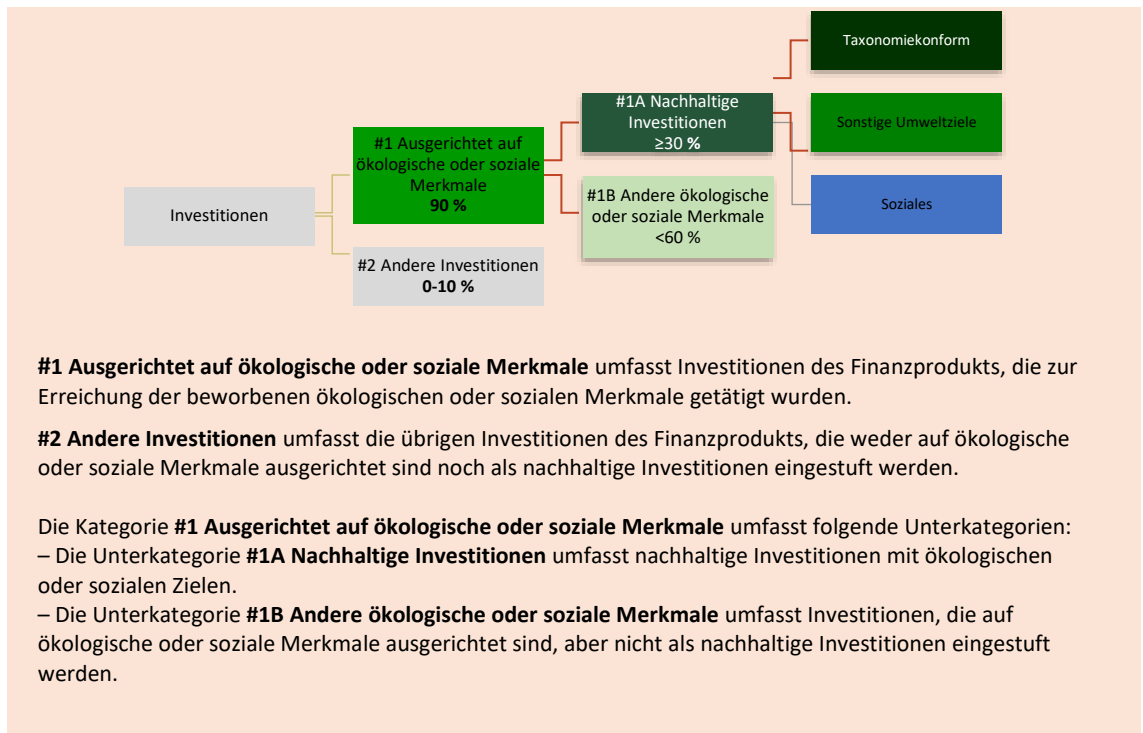 Taxonomiekonform
#1A Nachhaltige
Investitionen
≥30 %
Sonstige Umweltziele
#1 Ausgerichtet auf
ökologische oder soziale
Merkmale
90 %
#1B Andere ökologische
oder soziale Merkmale
<60 %
Soziales
Investitionen
#2 Andere Investitionen
0-10 %
#1 Ausgerichtet auf ökologische oder soziale Merkmale umfasst Investitionen des Finanzprodukts, die zur
Erreichung der beworbenen ökologischen oder sozialen Merkmale getätigt wurden.
#2 Andere Investitionen umfasst die übrigen Investitionen des Finanzprodukts, die weder auf ökologische
oder soziale Merkmale ausgerichtet sind noch als nachhaltige Investitionen eingestuft werden.
Die Kategorie #1 Ausgerichtet auf ökologische oder soziale Merkmale umfasst folgende Unterkategorien:
– Die Unterkategorie #1A Nachhaltige Investitionen umfasst nachhaltige Investitionen mit ökologischen
oder sozialen Zielen.
– Die Unterkategorie #1B Andere ökologische oder soziale Merkmale umfasst Investitionen, die auf
ökologische oder soziale Merkmale ausgerichtet sind, aber nicht als nachhaltige Investitionen eingestuft
werden.